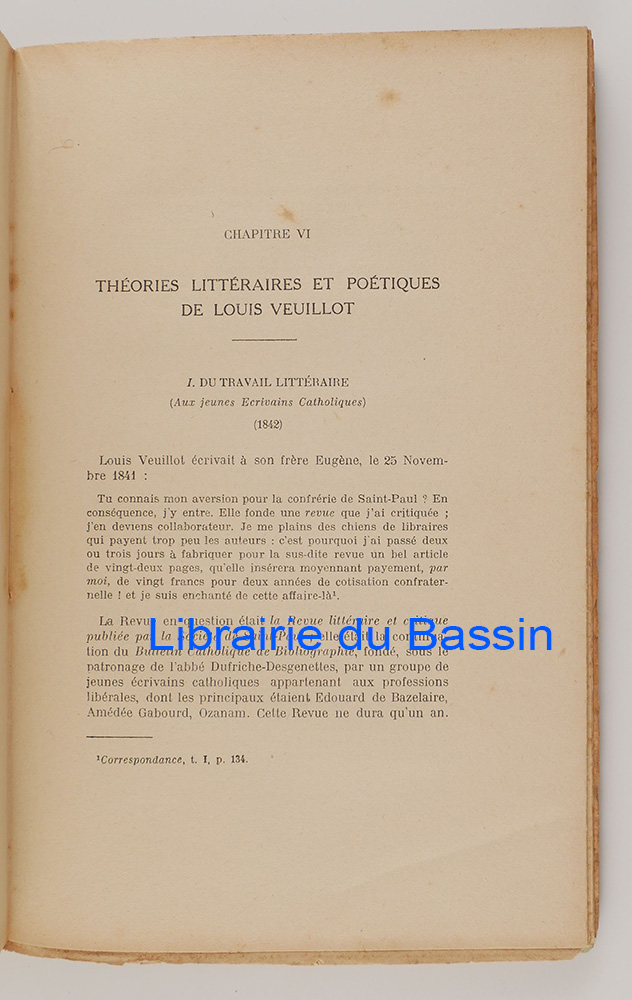 CHAPITRE VI
THÉORIES LITTÉRAIRES ET POÉTIQUES
DE LOUIS VEUILLOT
I. DU TRAVAIL LITTÉRAIRE
(Aux jeunes Ecrivains Catholiques)
(1842)
Louis Veuillot écrivait à son frère Eugène, le 25 Novem-
bre 1841 :
Tu connais mon aversion pour la confrérie de Saint-Paul ? En
conséquence, j'y entre. Elle fonde une revue que j'ai critiquée ;
j'en deviens collaborateur. Je me plains des chiens de libraires
qui payent trop peu les auteurs : c'est pourquoi j'ai passé deux
ou trois jours à fabriquer pour la sus-dite revue un bel article
de vingt-deux pages, qu'elle insérera moyennant payement, par
moi, de vingt francs pour deux années de cotisation confrater-
nelle ! et je suis enchanté de cette affaire-là¹.
La Revue en question était la Revue littéraire et critique
publiée par la Société de Saint-Paul ; elle était la continua-
Librairie du Bassin
tion du Bulletin Catholique de Bibliographie, fondé, sous le
patronage de l'abbé Dufriche-Desgenettes, par un groupe de
jeunes écrivains catholiques appartenant aux professions
libérales, dont les principaux étaient Edouard de Bazelaire,
Amédée Gabourd, Ozanam. Cette Revue ne dura qu'un an.
¹Correspondance, t. I, p. 134.